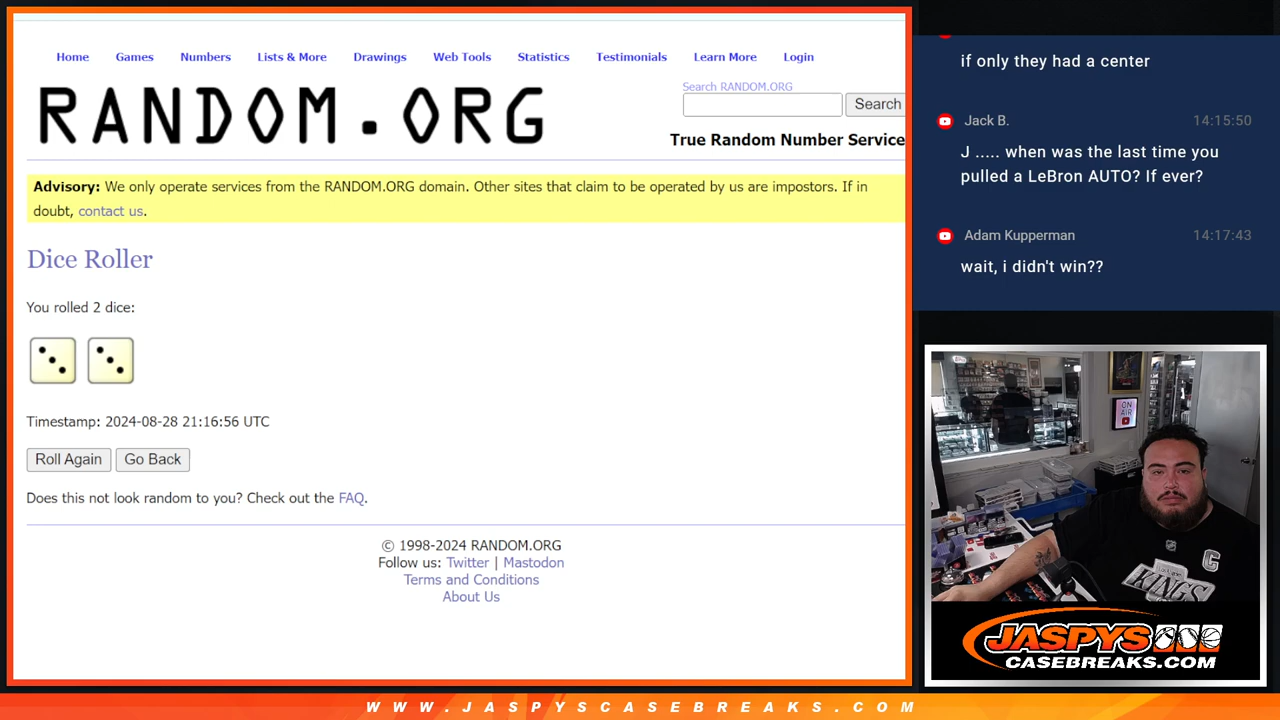 Home Games Numbers Lists & More Drawings Web Tools Statistics Testimonials Learn More Login
RANDOM.ORG
Search RANDOM.ORG
Search
True Random Number Service
Advisory: We only operate services from the RANDOM.ORG domain. Other sites that claim to be operated by us are impostors. If in
doubt, contact us.
Dice Roller
You rolled 2 dice:
Timestamp: 2024-08-28 21:16:56 UTC
Roll Again Go Back
Does this not look random to you? Check out the FAQ.
© 1998-2024 RANDOM.ORG
Follow us: Twitter | Mastodon
Terms and Conditions
About Us
if only they had a center
Jack B. 14:15:50
J ..... when was the last time you
pulled a LeBron AUTO? If ever?
Adam Kupperman 14:17:43
wait, i didn't win??
ON
AIR
C
KINGS
JASPYS
CASEBREAKS.COM
WWW.JASPYSCASEBREAKS.COM